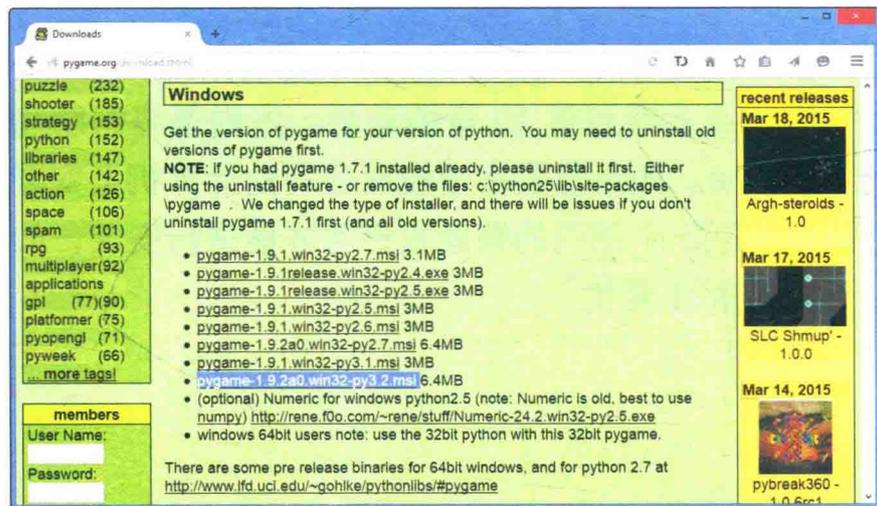 Downloads
pygame.org
puzzle (232)
shooter (185)
strategy (153)
python (152)
libraries (147)
other (142)
action (126)
space (106)
spam (101)
rpg (93)
multiplayer(92)
applications
gpl (77)(90)
platformer (75)
pyopengl (71)
pyweek (66)
... more tags!
members
User Name:
Password:
Windows
Get the version of pygame for your version of python. You may need to uninstall old
versions of pygame first.
NOTE: if you had pygame 1.7.1 installed already, please uninstall it first. Either
using the uninstall feature - or remove the files: c:\python25\lib\site-packages
\pygame . We changed the type of installer, and there will be issues if you don't
uninstall pygame 1.7.1 first (and all old versions).
• pygame-1.9.1.win32-py2.7.msi 3.1MB
• pygame-1.9.1release.win32-py2.4.exe 3MB
• pygame-1.9.1release.win32-py2.5.exe 3MB
• pygame-1.9.1.win32-py2.5.msi 3MB
• pygame-1.9.1.win32-py2.6.msi 3MB
• pygame-1.9.2a0.win32-py2.7.msi 6.4MB
• pygame-1.9.1.win32-py3.1.msi 3MB
• pygame-1.9.2a0.win32-py3.2.msi 6.4MB
• (optional) Numeric for windows python2.5 (note: Numeric is old, best to use
numpy) http://rene.f0o.com/~rene/stuff/Numeric-24.2.win32-py2.5.exe
• windows 64bit users note: use the 32bit python with this 32bit pygame.
There are some pre release binaries for 64bit windows, and for python 2.7 at
http://www.lfd.uci.edu/~gohlke/pythonlibs/#pygame
recent releases
Mar 18, 2015
Argh-steroids -
1.0
Mar 17, 2015
SLC Shmup' -
1.0.0
Mar 14, 2015
pybreak360 -
1.0.6rc1